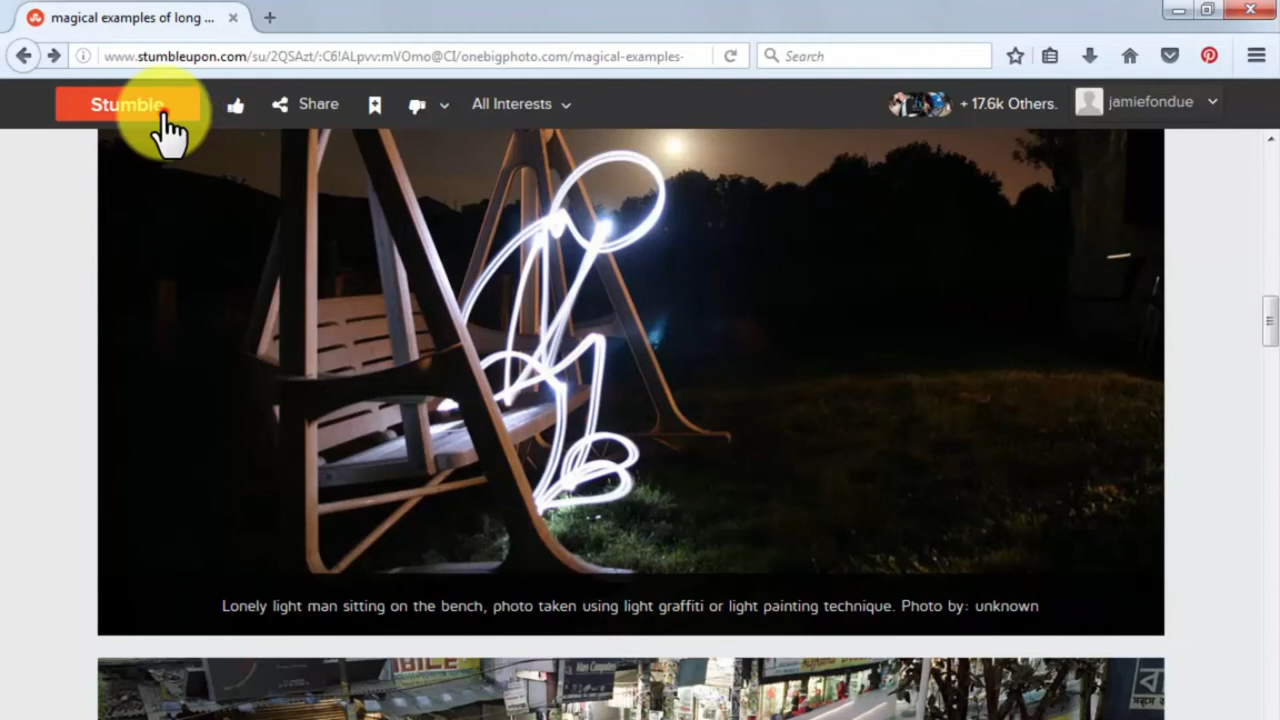 magical examples of long ...
www.stumbleupon.com/su/2QSAzt/:C6!ALpvv:mVOmo@CI/onebigphoto.com/magical-examples-
Search
Stumble
Share
All Interests
+ 17.6k Others.
jamiefondue
Lonely light man sitting on the bench, photo taken using light graffiti or light painting technique. Photo by: unknown